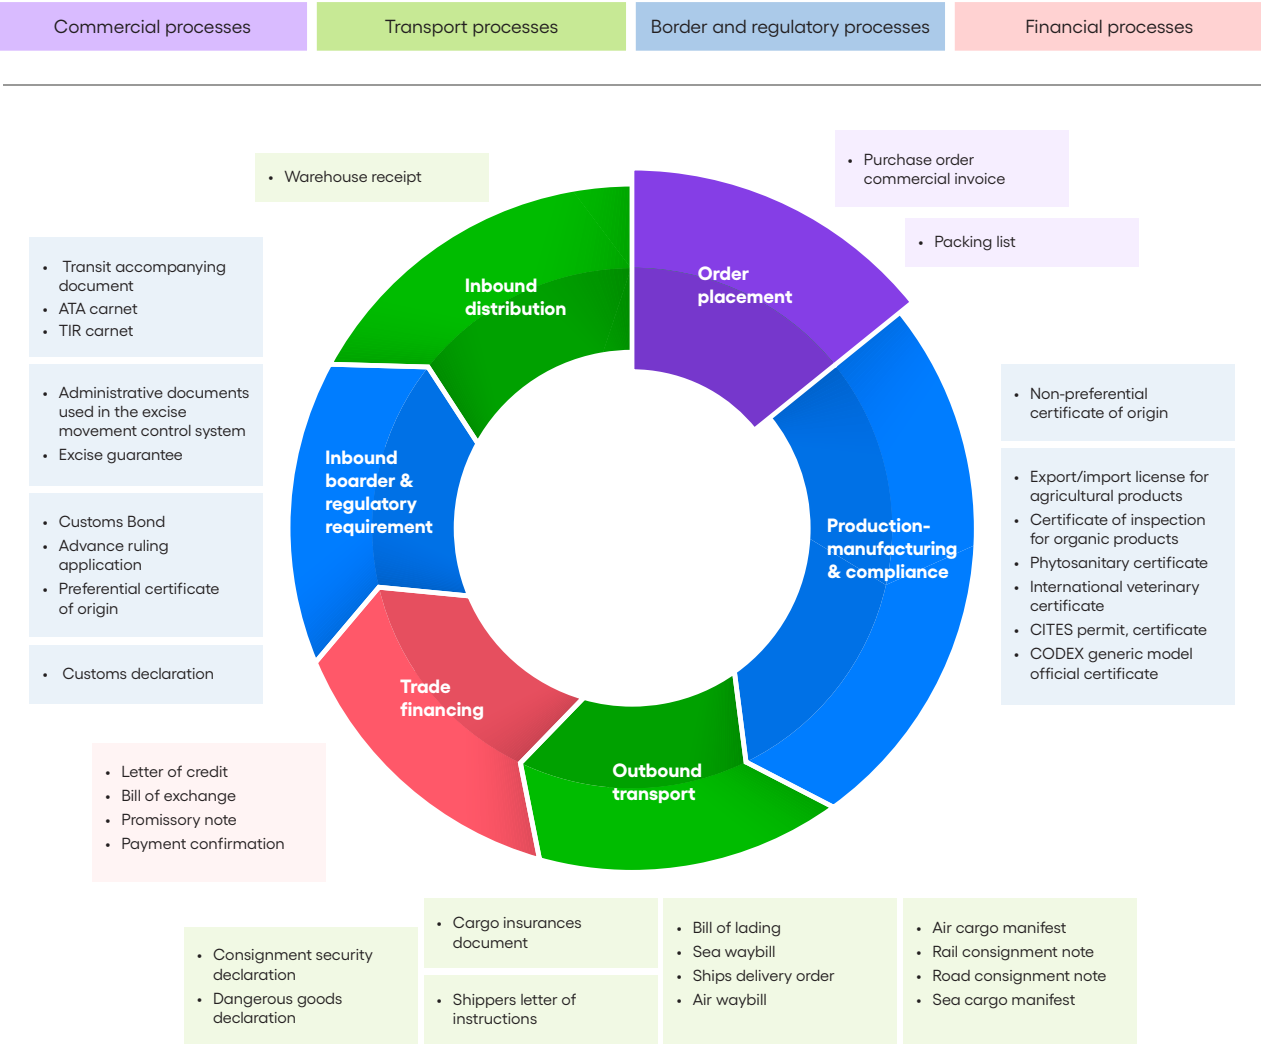 Commercial processes
Transport processes
Border and regulatory processes
Financial processes
• Warehouse receipt
• Purchase order
commercial invoice
• Packing list
• Transit accompanying
document
• ATA carnet
• TIR carnet
• Administrative documents
used in the excise
movement control system
• Excise guarantee
• Customs Bond
• Advance ruling
application
• Preferential certificate
of origin
• Customs declaration
Inbound
distribution
Order
placement
Inbound
boarder &
regulatory
requirement
Production-
manufacturing
& compliance
Trade
financing
Outbound
transport
• Non-preferential
certificate of origin
• Export/import license for
agricultural products
• Certificate of inspection
for organic products
• Phytosanitary certificate
• International veterinary
certificate
• CITES permit, certificate
• CODEX generic model
official certificate
• Letter of credit
• Bill of exchange
• Promissory note
• Payment confirmation
• Consignment security
declaration
• Dangerous goods
declaration
• Cargo insurances
document
• Shippers letter of
instructions
• Bill of lading
• Sea waybill
• Ships delivery order
• Air waybill
• Air cargo manifest
• Rail consignment note
• Road consignment note
• Sea cargo manifest